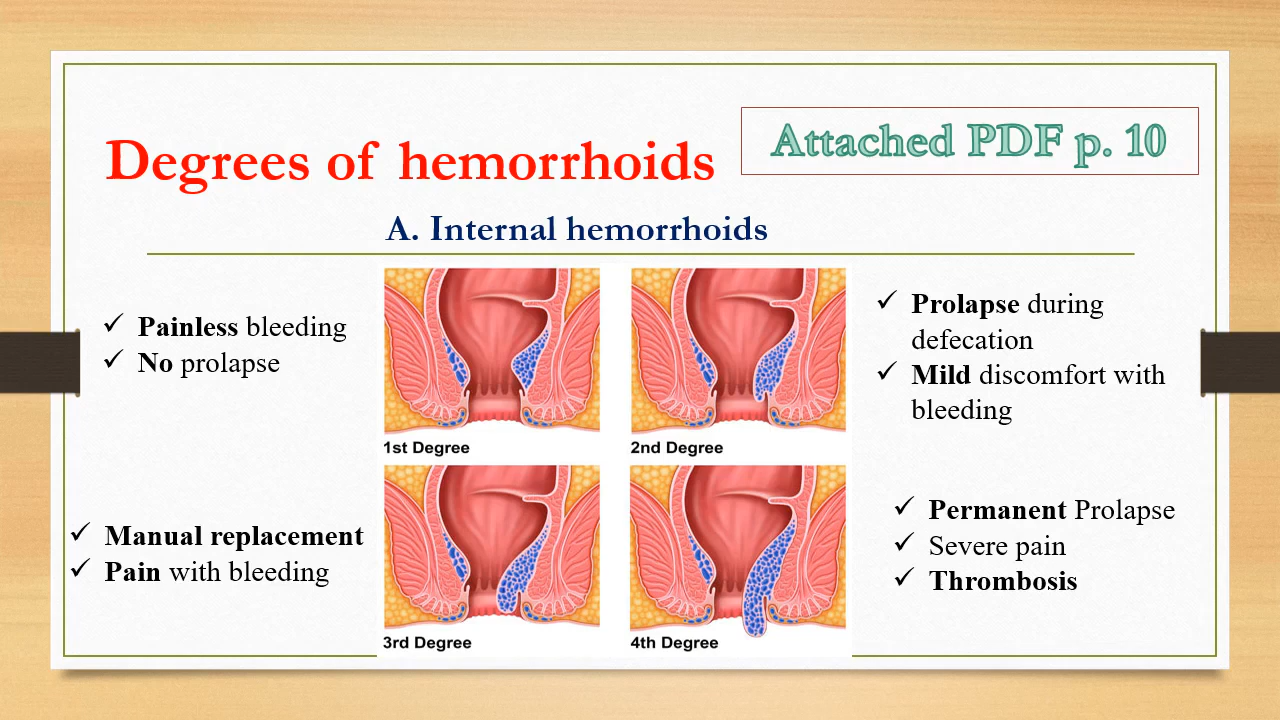 Degrees of hemorrhoids
Attached PDF p. 10
A. Internal hemorrhoids
✓ Painless bleeding
✓ No prolapse
1st Degree
2nd Degree
✓ Prolapse during
defecation
✓ Mild discomfort with
bleeding
✓ Manual replacement
✓ Pain with bleeding
3rd Degree
4th Degree
✓ Permanent Prolapse
✓ Severe pain
✓ Thrombosis